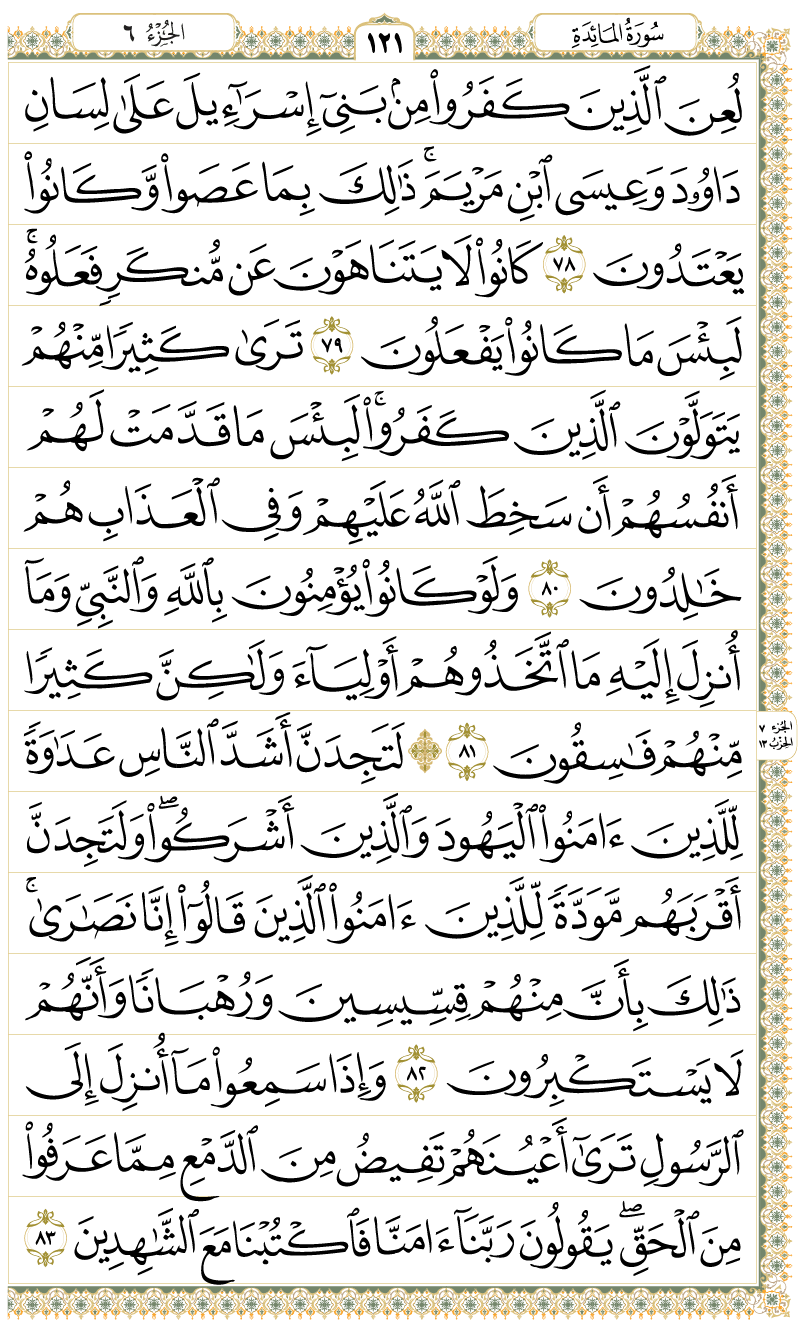 سُورَةُ المَائِدَةِ
١٢١
الجُزْءُ ٦
لُعِنَ ٱلَّذِينَ كَفَرُوا۟ مِنۢ بَنِىٓ إِسْرَٰٓءِيلَ عَلَىٰ لِسَانِ
دَاوُۥدَ وَعِيسَى ٱبْنِ مَرْيَمَ ۚ ذَٰلِكَ بِمَا عَصَوا۟ وَّكَانُوا۟
يَعْتَدُونَ ٧٨ كَانُوا۟ لَا يَتَنَاهَوْنَ عَن مُّنكَرٍ فَعَلُوهُ ۚ
لَبِئْسَ مَا كَانُوا۟ يَفْعَلُونَ ٧٩ تَرَىٰ كَثِيرًا مِّنْهُمْ
يَتَوَلَّوْنَ ٱلَّذِينَ كَفَرُوا۟ ۚ لَبِئْسَ مَا قَدَّمَتْ لَهُمْ
أَنفُسُهُمْ أَن سَخِطَ ٱللَّهُ عَلَيْهِمْ وَفِى ٱلْعَذَابِ هُمْ
خَٰلِدُونَ ٨٠ وَلَوْ كَانُوا۟ يُؤْمِنُونَ بِٱللَّهِ وَٱلنَّبِىِّ وَمَآ
أُنزِلَ إِلَيْهِ مَا ٱتَّخَذُوهُمْ أَوْلِيَآءَ وَلَٰكِنَّ كَثِيرًا
مِّنْهُمْ فَٰسِقُونَ ٨١ ۞ لَتَجِدَنَّ أَشَدَّ ٱلنَّاسِ عَدَٰوَةً
الجُزء ٧
الحِزبُ ١٣
لِّلَّذِينَ ءَامَنُوا۟ ٱلْيَهُودَ وَٱلَّذِينَ أَشْرَكُوا۟ ۖ وَلَتَجِدَنَّ
أَقْرَبَهُم مَّوَدَّةً لِّلَّذِينَ ءَامَنُوا۟ ٱلَّذِينَ قَالُوٓا۟ إِنَّا نَصَٰرَىٰ ۚ
ذَٰلِكَ بِأَنَّ مِنْهُمْ قِسِّيسِينَ وَرُهْبَانًا وَأَنَّهُمْ
لَا يَسْتَكْبِرُونَ ٨٢ وَإِذَا سَمِعُوا۟ مَآ أُنزِلَ إِلَى
ٱلرَّسُولِ تَرَىٰٓ أَعْيُنَهُمْ تَفِيضُ مِنَ ٱلدَّمْعِ مِمَّا عَرَفُوا۟
مِنَ ٱلْحَقِّ ۖ يَقُولُونَ رَبَّنَآ ءَامَنَّا فَٱكْتُبْنَا مَعَ ٱلشَّٰهِدِينَ ٨٣